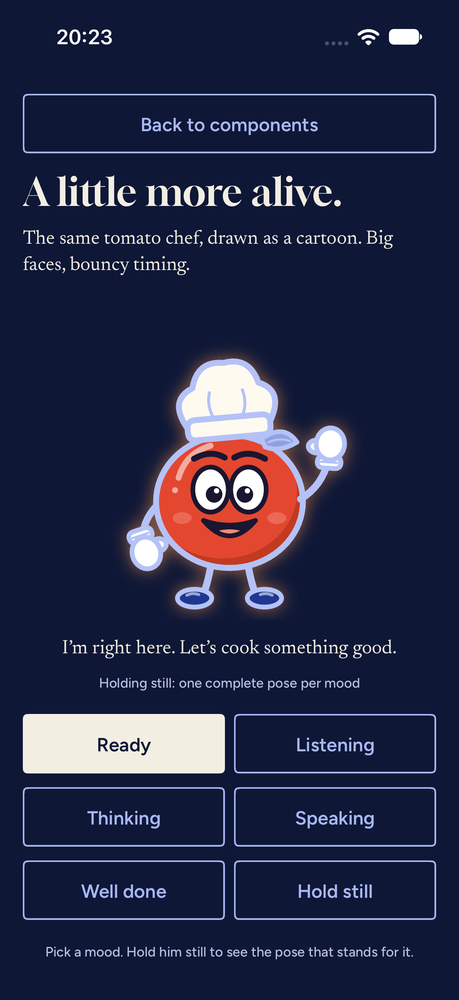 20:23
Back to components
A little more alive.
The same tomato chef, drawn as a cartoon. Big
faces, bouncy timing.
I’m right here. Let’s cook something good.
Holding still: one complete pose per mood
Ready
Listening
Thinking
Speaking
Well done
Hold still
Pick a mood. Hold him still to see the pose that stands for it.